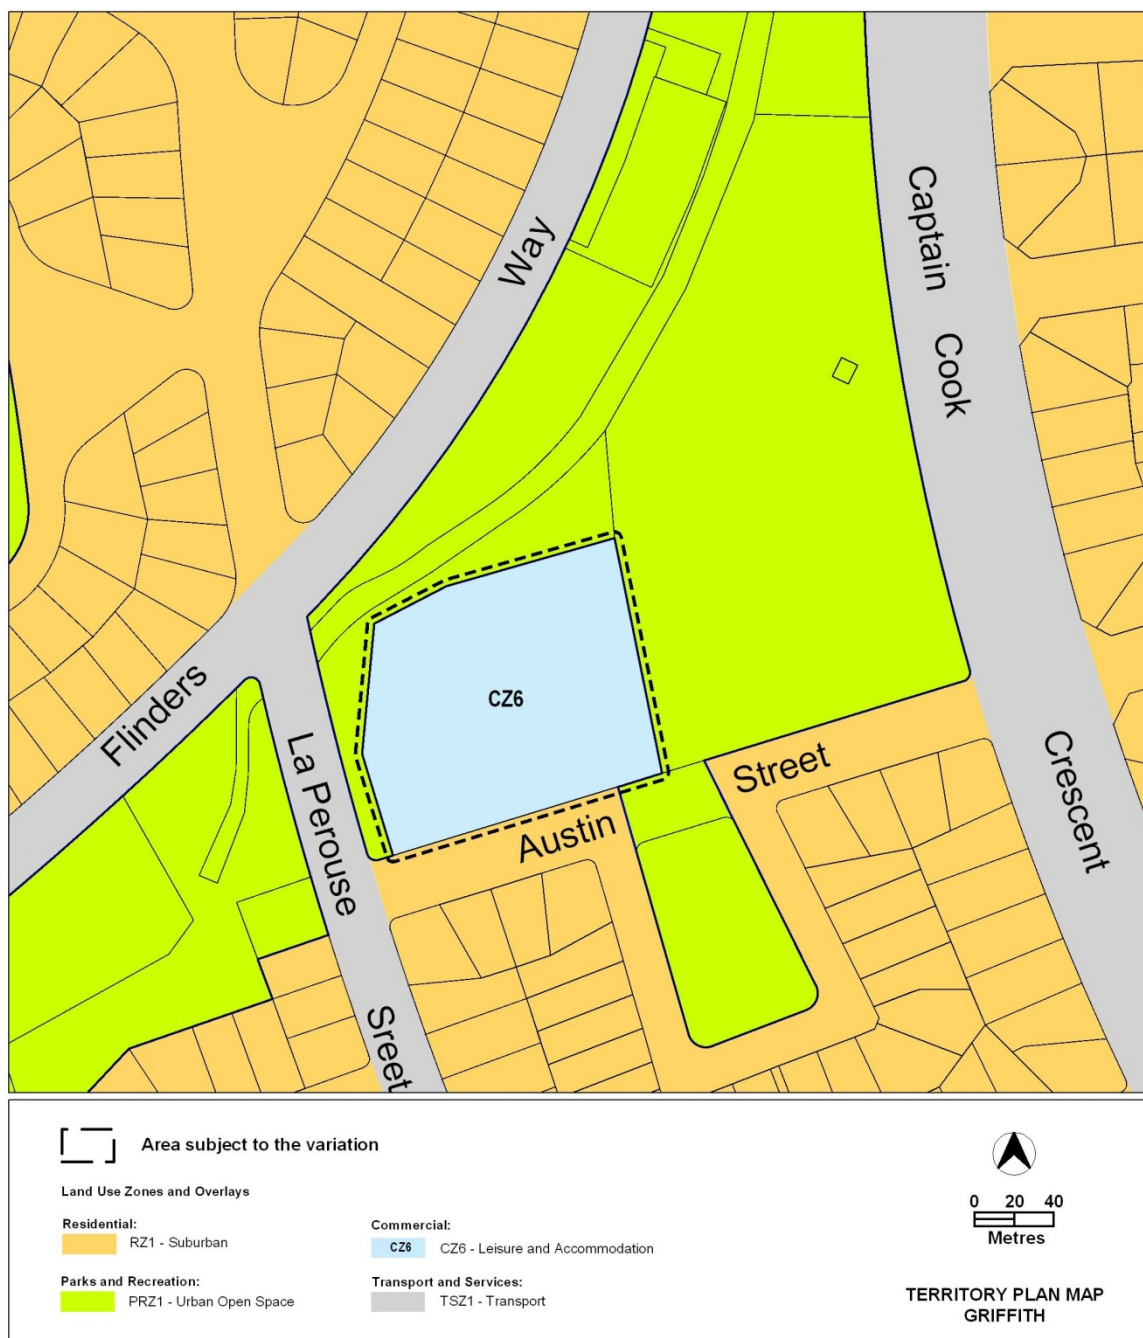 Way
Captain
Cook
CZ6
Flinders
La Perouse
Street
Austin
Crescent
Sreet
Area subject to the variation
Land Use Zones and Overlays
Residential:
RZ1 - Suburban
Commercial:
CZ6 CZ6 - Leisure and Accommodation
Parks and Recreation:
PRZ1 - Urban Open Space
Transport and Services:
TSZ1 - Transport
0 20 40
Metres
TERRITORY PLAN MAP
GRIFFITH